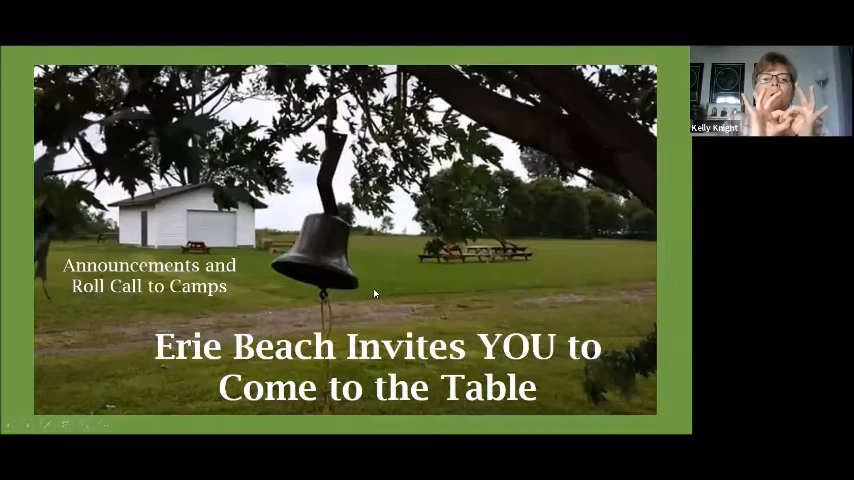 Kelly Knight
Announcements and
Roll Call to Camps
Erie Beach Invites YOU to
Come to the Table